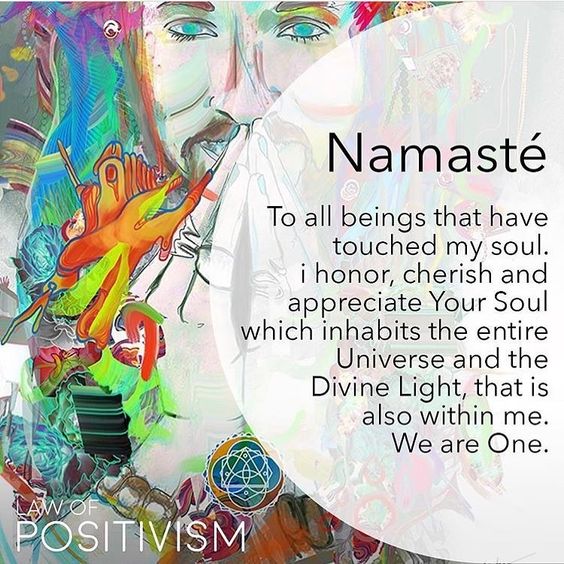 Namasté
To all beings that have
touched my soul.
i honor, cherish and
appreciate Your Soul
which inhabits the entire
Universe and the
Divine Light, that is
also within me.
We are One.
LAW OF
POSITIVISM